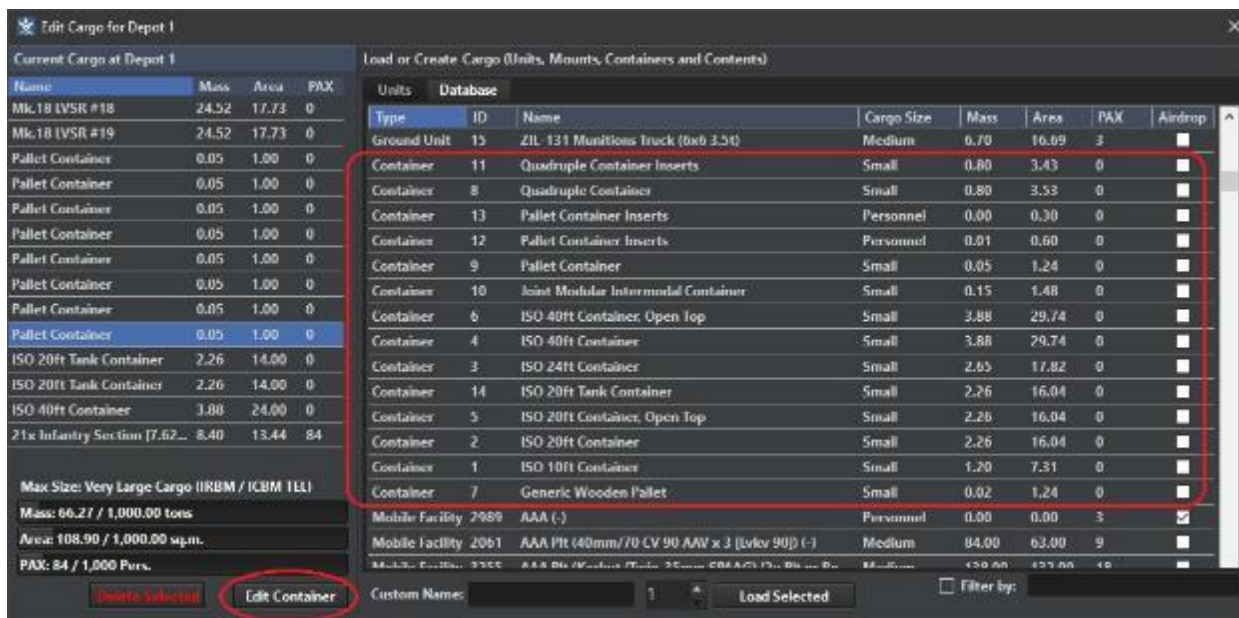 Edit Cargo for Depot 1
Current Cargo at Depot 1
Name Mass Area PAX
Mk.18 LVSR #18 24.52 17.73 0
Mk.18 LVSR #19 24.52 17.73 0
Pallet Container 0.05 1.00 0
Pallet Container 0.05 1.00 0
Pallet Container 0.05 1.00 0
Pallet Container 0.05 1.00 0
Pallet Container 0.05 1.00 0
Pallet Container 0.05 1.00 0
Pallet Container 0.05 1.00 0
Pallet Container 0.05 1.00 0
ISO 20ft Tank Container 2.26 14.00 0
ISO 20ft Tank Container 2.26 14.00 0
ISO 40ft Container 3.88 24.00 0
21x Infantry Section [7.62... 8.40 13.44 84
Max Size: Very Large Cargo (IRBM / ICBM TEL)
Mass: 66.27 / 1,000.00 tons
Area: 108.90 / 1,000.00 sq.m.
PAX: 84 / 1,000 Pers.
Delete Selected Edit Container
Load or Create Cargo (Units, Mounts, Containers and Contents)
Units Database
Type ID Name Cargo Size Mass Area PAX Airdrop
Ground Unit 15 ZIL-131 Munitions Truck (6x6 3.5t) Medium 6.70 16.69 3
Container 11 Quadruple Container Inserts Small 0.80 3.43 0
Container 8 Quadruple Container Small 0.80 3.53 0
Container 13 Pallet Container Inserts Personnel 0.00 0.30 0
Container 12 Pallet Container Inserts Personnel 0.01 0.60 0
Container 9 Pallet Container Small 0.05 1.24 0
Container 10 Joint Modular Intermodal Container Small 0.15 1.48 0
Container 6 ISO 40ft Container, Open Top Small 3.88 29.74 0
Container 4 ISO 40ft Container Small 3.88 29.74 0
Container 3 ISO 24ft Container Small 2.65 17.82 0
Container 14 ISO 20ft Tank Container Small 2.26 16.04 0
Container 5 ISO 20ft Container, Open Top Small 2.26 16.04 0
Container 2 ISO 20ft Container Small 2.26 16.04 0
Container 1 ISO 10ft Container Small 1.20 7.31 0
Container 7 Generic Wooden Pallet Small 0.02 1.24 0
Mobile Facility 2989 AAA (-) Personnel 0.00 0.00 3
Mobile Facility 2061 AAA Plt (40mm/70 CV 90 AAV x 3 [Lvkv 90]) (-) Medium 84.00 63.00 9
Custom Name: 1 Load Selected Filter by: